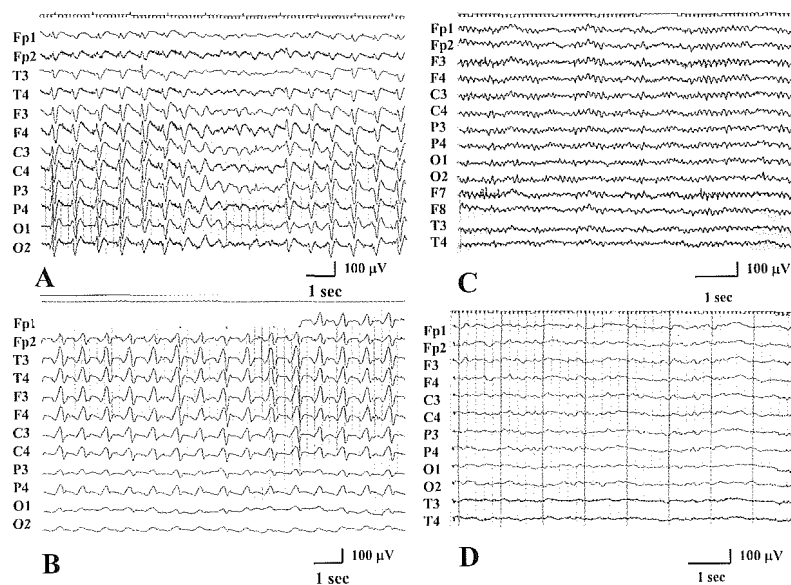 Fp1
Fp2
T3
T4
F3
F4
C3
C4
P3
P4
O1
O2
A
100 µV
1 sec
Fp1
Fp2
F3
F4
C3
C4
P3
P4
O1
O2
F7
F8
T3
T4
C
100 µV
1 sec
Fp1
Fp2
T3
T4
F3
F4
C3
C4
P3
P4
O1
O2
B
100 µV
1 sec
Fp1
Fp2
F3
F4
C3
C4
P3
P4
O1
O2
T3
T4
D
100 µV
1 sec